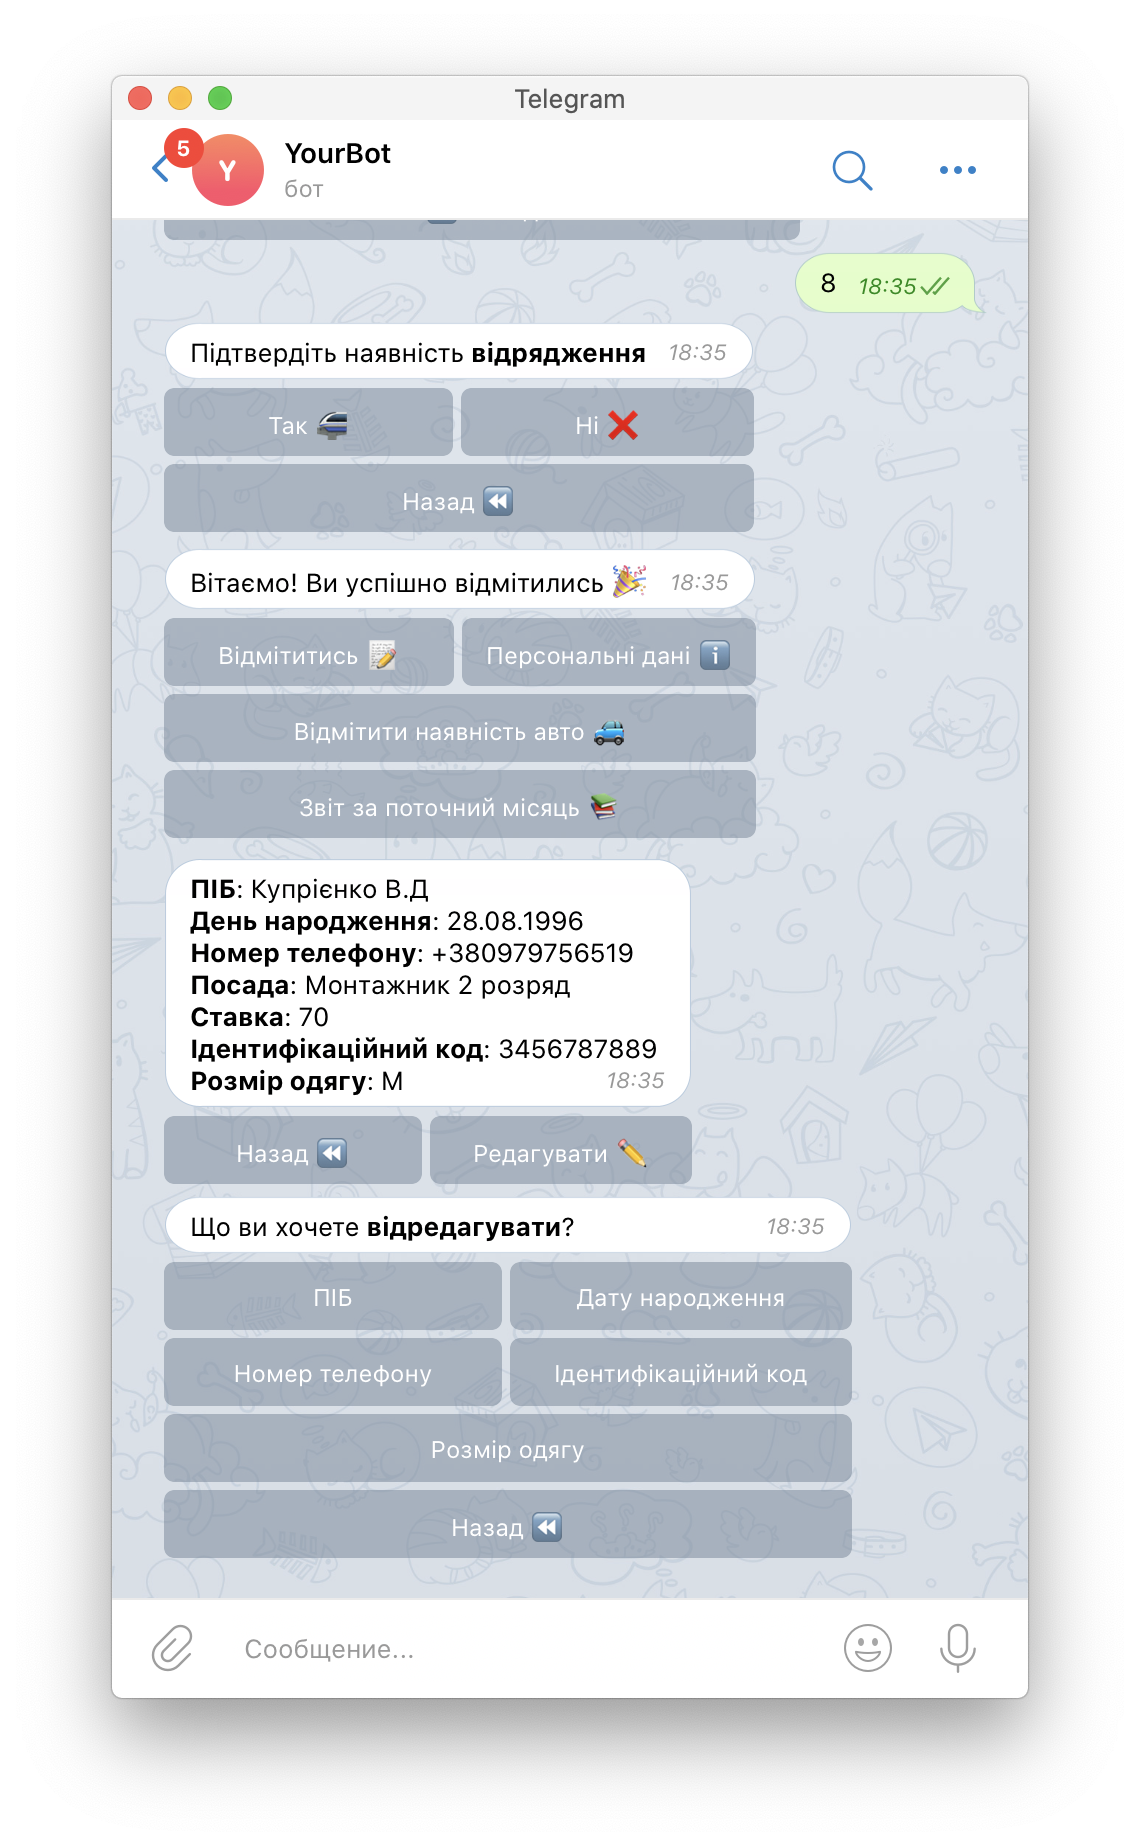 Telegram
5
Y
YourBot
бот
8 18:35
Підтвердіть наявність відрядження 18:35
Так Ні
Назад
Вітаємо! Ви успішно відмітились 18:35
Відмітитись Персональні дані
Відмітити наявність авто
Звіт за поточний місяць
ПІБ: Купрієнко В.Д
День народження: 28.08.1996
Номер телефону: +380979756519
Посада: Монтажник 2 розряд
Ставка: 70
Ідентифікаційний код: 3456787889
Розмір одягу: М 18:35
Назад Редагувати
Що ви хочете відредагувати? 18:35
ПІБ Дату народження
Номер телефону Ідентифікаційний код
Розмір одягу
Назад
Сообщение...